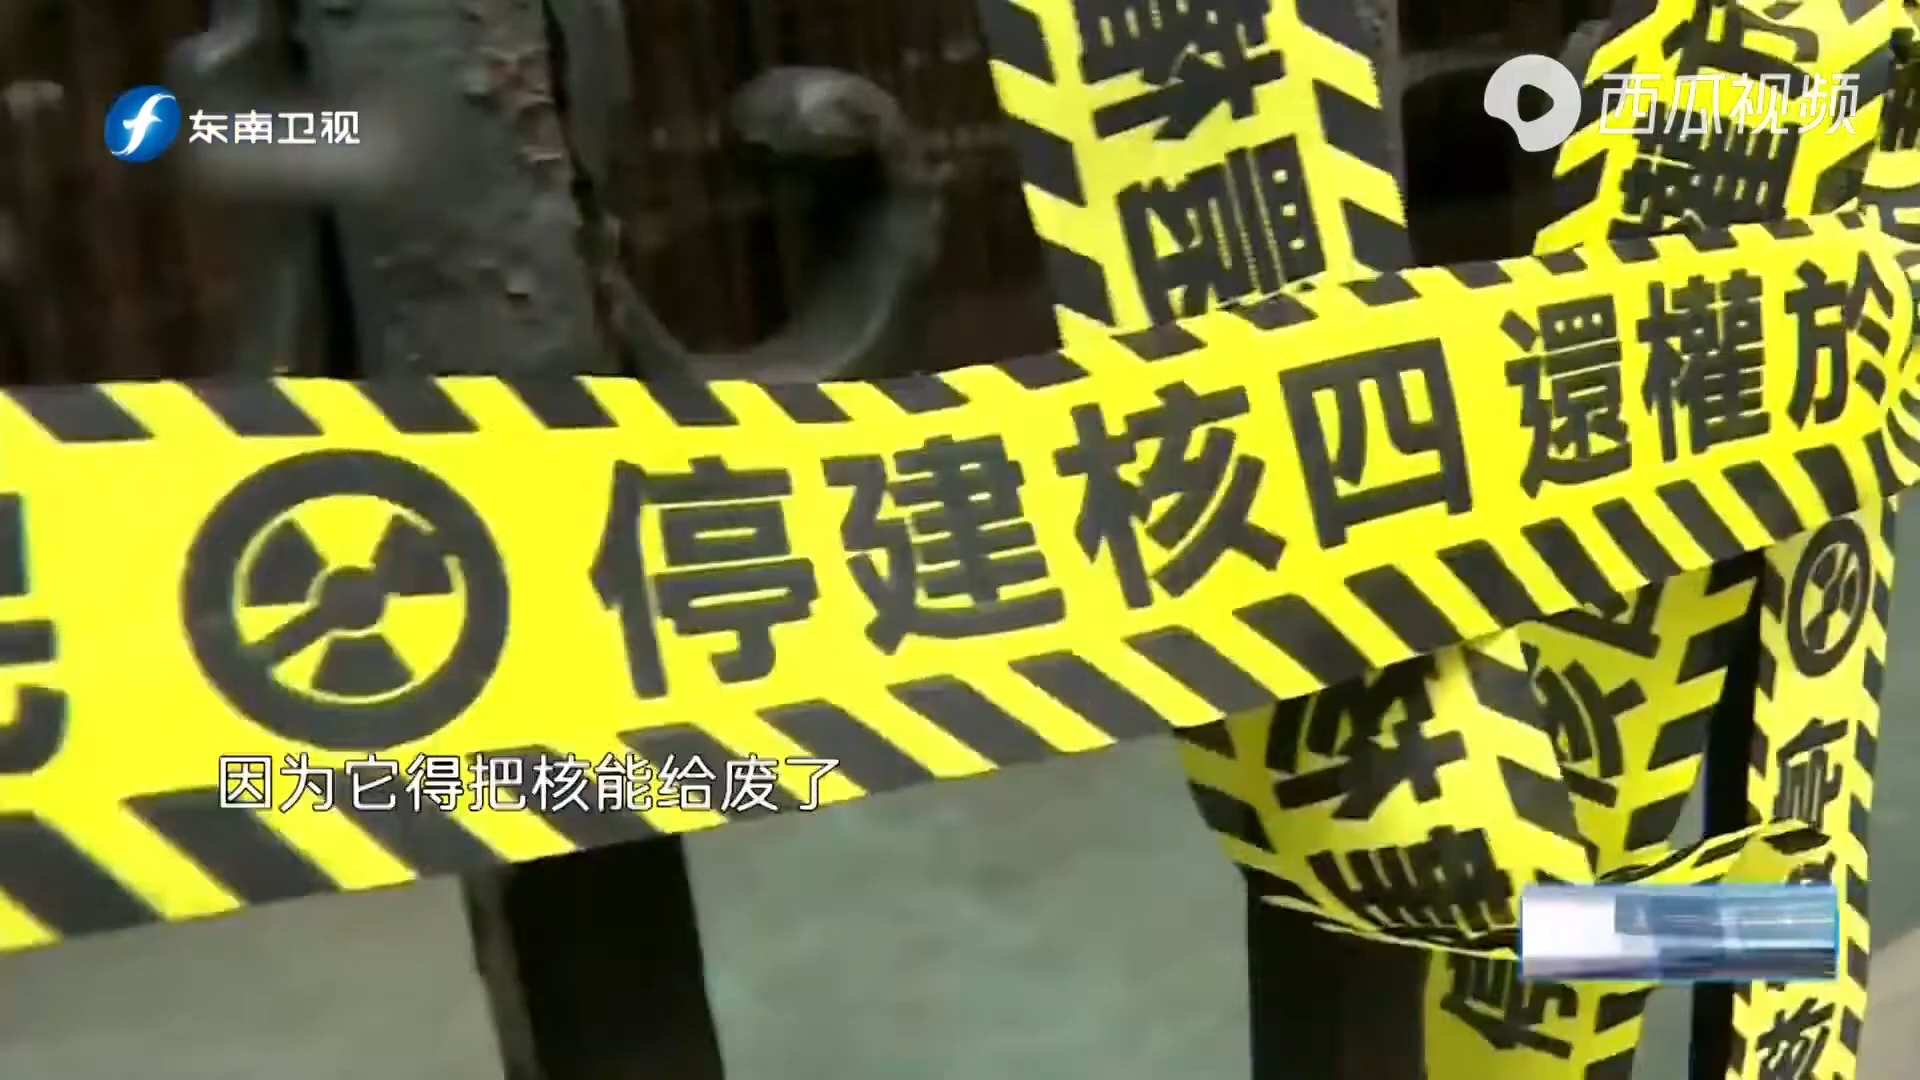 东南卫视
西瓜视频
停建核四 還權於
因为它得把核能给废了